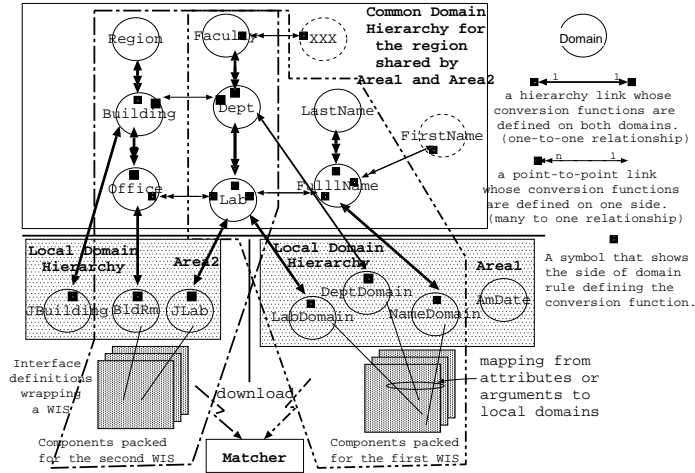 Common Domain
Hierarchy for
the region
shared by
Area1 and Area2
Region
Faculty
XXX
Domain
Building
Dept
LastName
FirstName
Office
Lab
FulllName
1 1
a hierarchy link whose
conversion functions are
defined on both domains.
(one-to-one relationship)
n 1
a point-to-point link
whose conversion functions
are defined on one side.
(many to one relationship)
A symbol that shows
the side of domain
rule defining the
conversion function.
Local Domain
Hierarchy
Area2
JBuilding
BldRm
JLab
Local Domain
Hierarchy
Area1
LabDomain
DeptDomain
NameDomain
AmDate
Interface
definitions
wrapping
a WIS
download
mapping from
attributes or
arguments to
local domains
Components packed
for the second WIS
Matcher
Components packed
for the first WIS